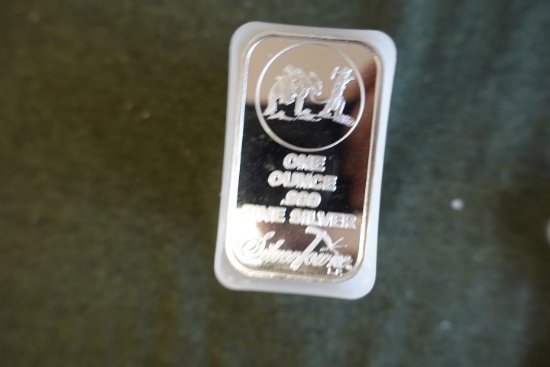 ONE
OUNCE
.999
FINE SILVER
Silvertowne
L.P.